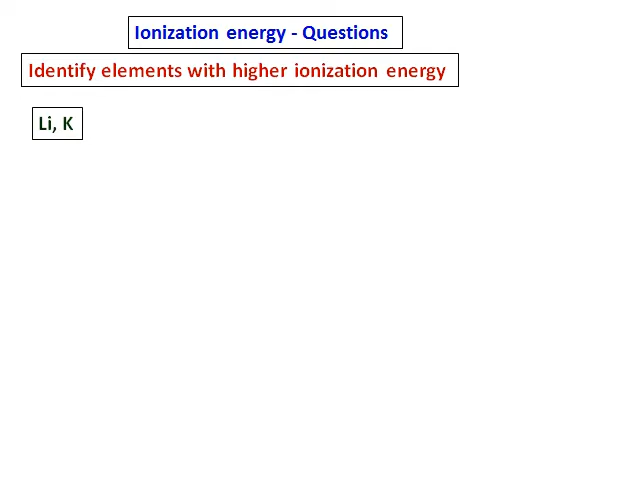 Ionization energy - Questions
Identify elements with higher ionization energy
Li, K